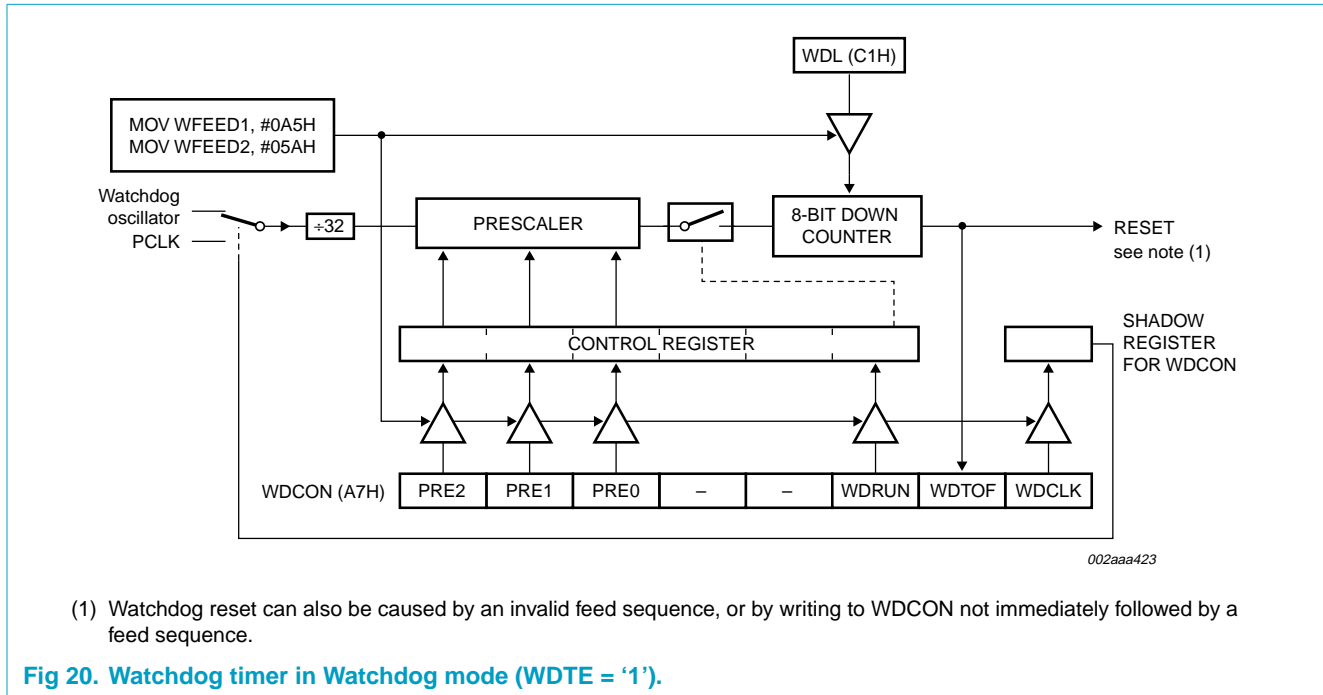 WDL (C1H)
MOV WFEED1, #0A5H
MOV WFEED2, #05AH
Watchdog
oscillator
PCLK
÷32
PRESCALER
8-BIT DOWN
COUNTER
RESET
see note (1)
CONTROL REGISTER
SHADOW
REGISTER
FOR WDCON
WDCON (A7H)
PRE2
PRE1
PRE0
–
–
WDRUN
WDTOF
WDCLK
002aaa423
(1) Watchdog reset can also be caused by an invalid feed sequence, or by writing to WDCON not immediately followed by a
feed sequence.
Fig 20. Watchdog timer in Watchdog mode (WDTE = ‘1’).